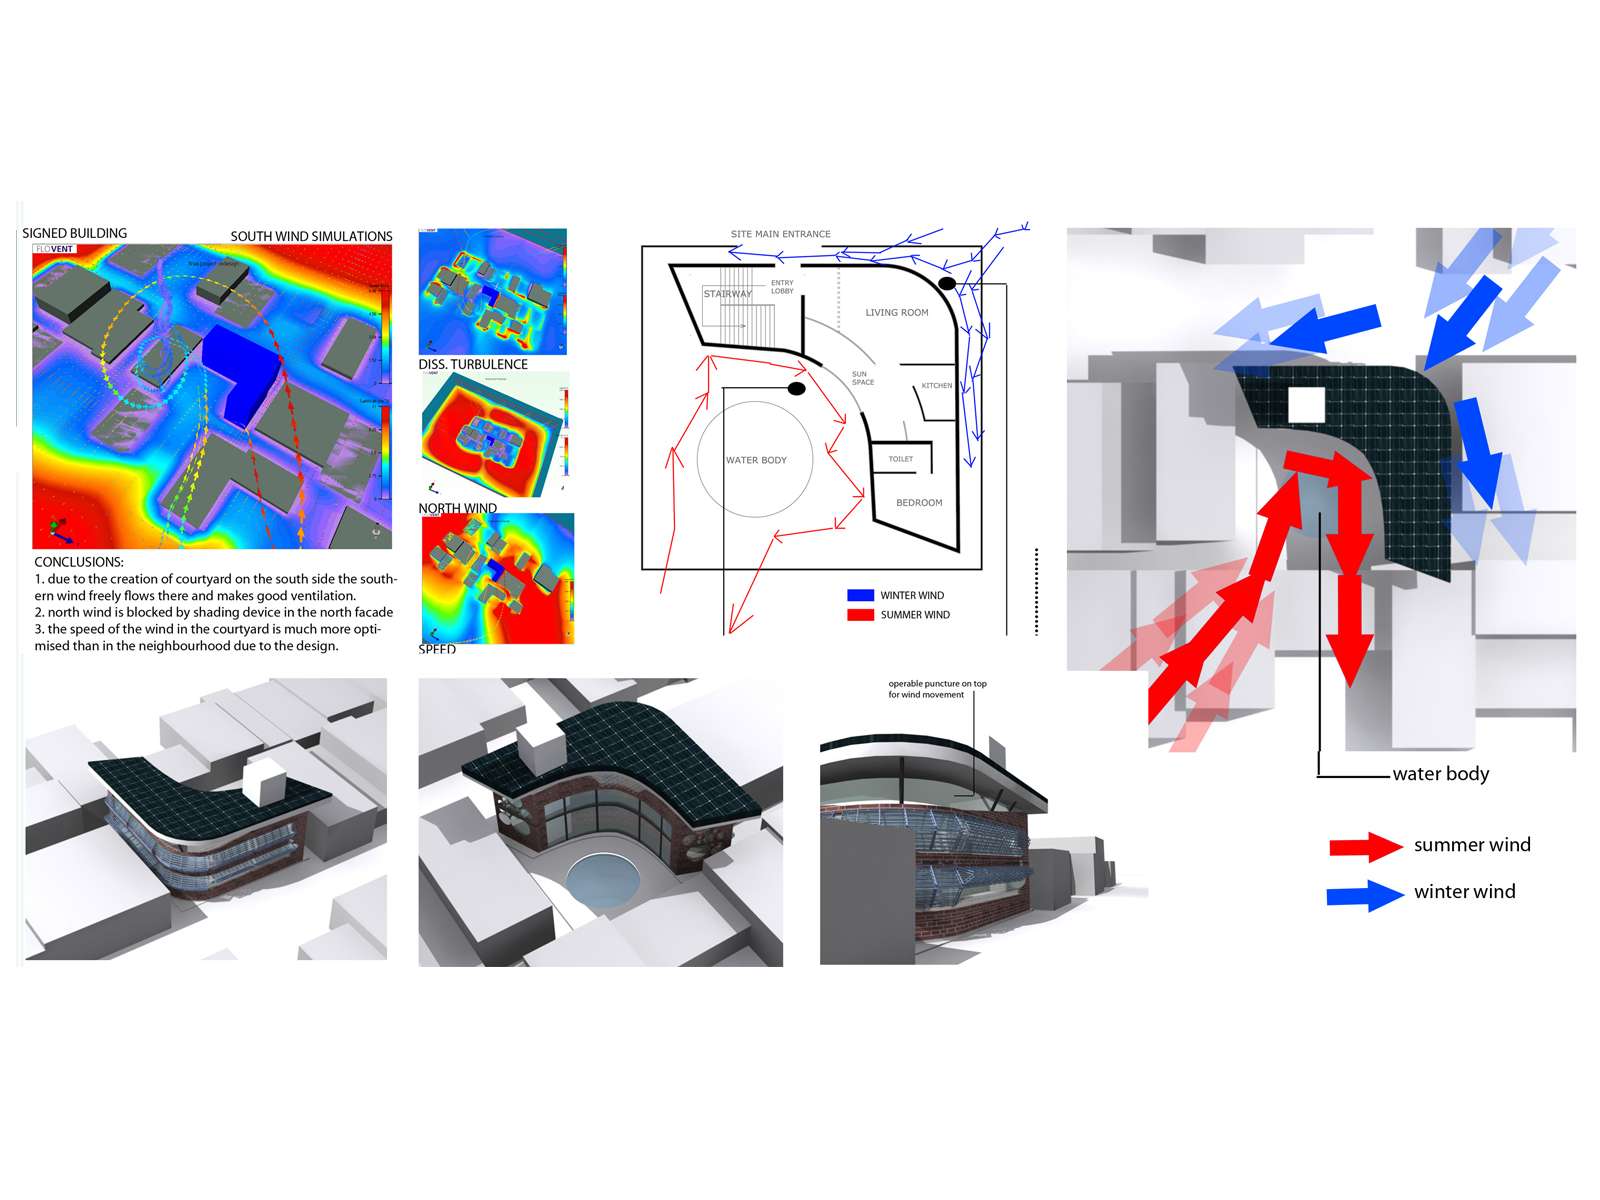 SIGNED BUILDING
SOUTH WIND SIMULATIONS
FLOVENT
CONCLUSIONS:
1. due to the creation of courtyard on the south side the south-
ern wind freely flows there and makes good ventilation.
2. north wind is blocked by shading device in the north facade
3. the speed of the wind in the courtyard is much more opti-
mised than in the neighbourhood due to the design.
DISS. TURBULENCE
NORTH WIND
SPEED
SITE MAIN ENTRANCE
STAIRWAY
ENTRY
LOBBY
LIVING ROOM
SUN
SPACE
KITCHEN
WATER BODY
TOILET
BEDROOM
WINTER WIND
SUMMER WIND
operable puncture on top
for wind movement
water body
summer wind
winter wind